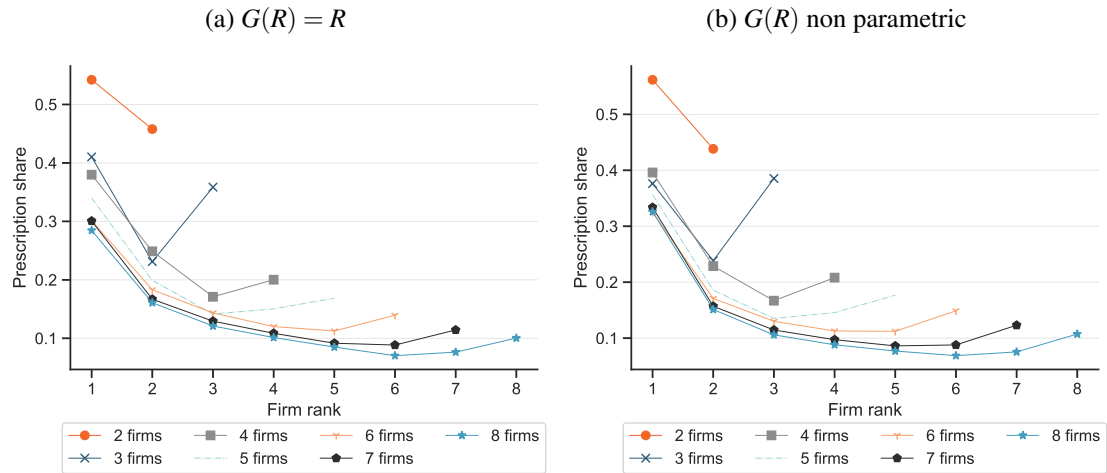 (a) G(R) = R
(b) G(R) non parametric
Prescription share
0.5
0.4
0.3
0.2
0.1
1 2 3 4 5 6 7 8
Firm rank
2 firms 4 firms 6 firms 8 firms
3 firms 5 firms 7 firms
Prescription share
0.5
0.4
0.3
0.2
0.1
1 2 3 4 5 6 7 8
Firm rank
2 firms 4 firms 6 firms 8 firms
3 firms 5 firms 7 firms